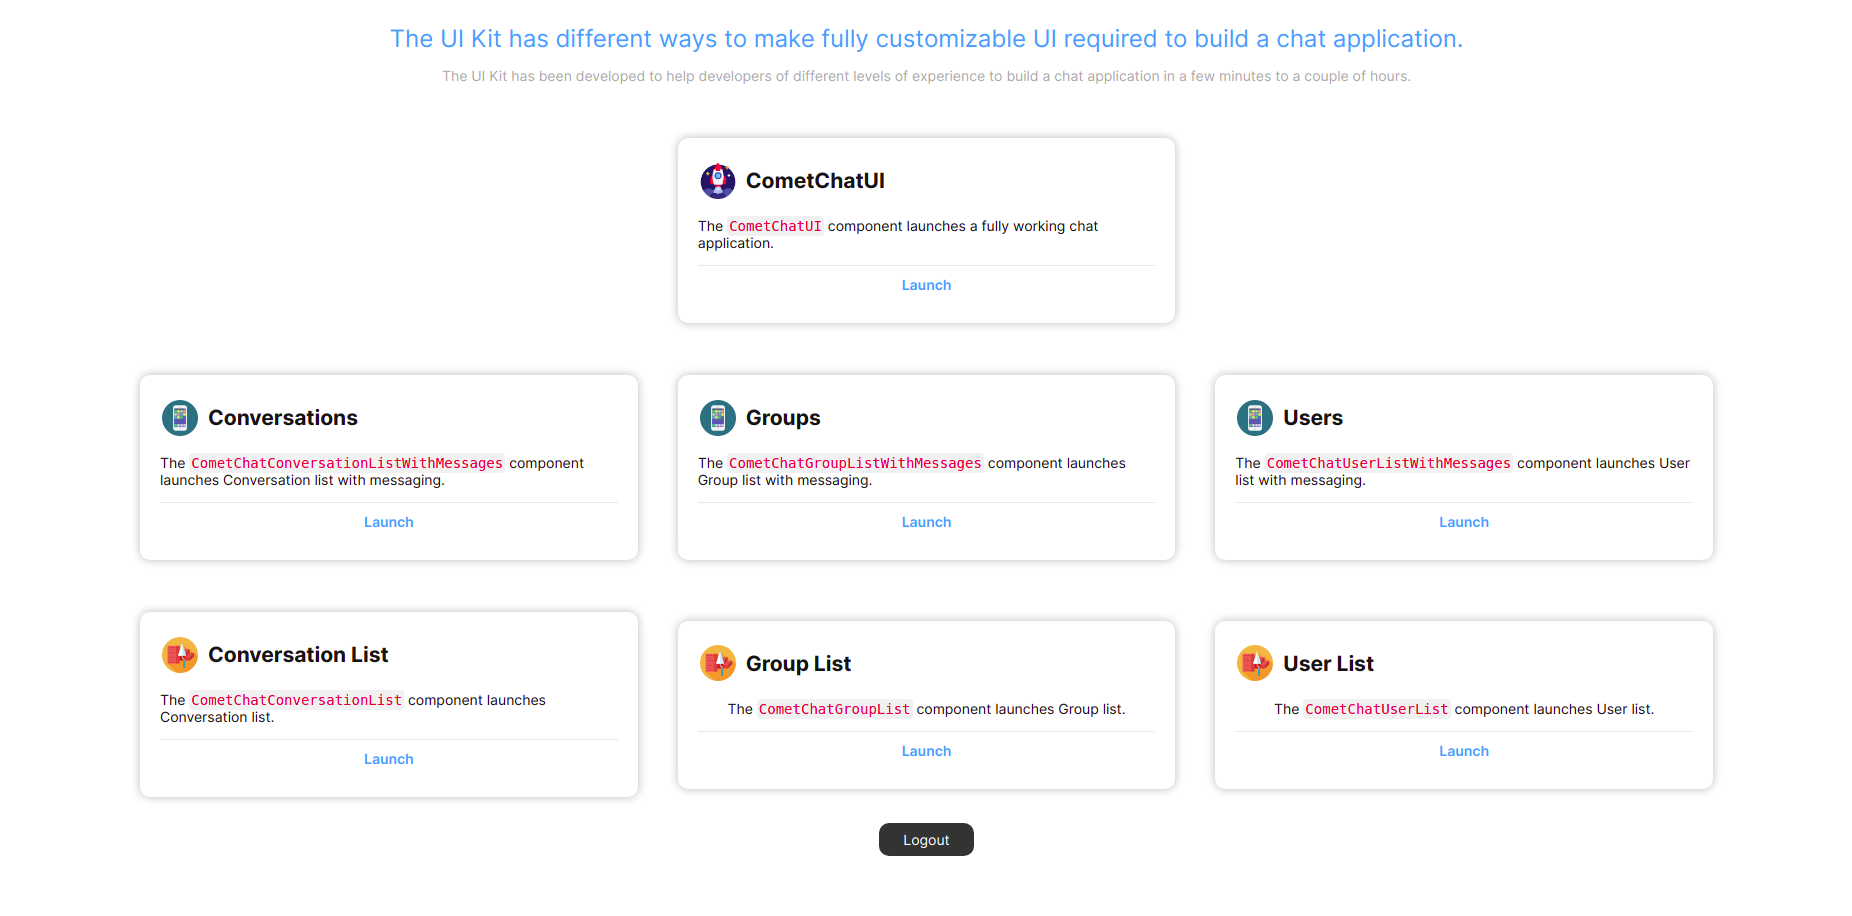 The UI Kit has different ways to make fully customizable UI required to build a chat application.
The UI Kit has been developed to help developers of different levels of experience to build a chat application in a few minutes to a couple of hours.
CometChatUI
The CometChatUI component launches a fully working chat
application.
Launch
Conversations
The CometChatConversationListWithMessages component
launches Conversation list with messaging.
Launch
Groups
The CometChatGroupListWithMessages component launches
Group list with messaging.
Launch
Users
The CometChatUserListWithMessages component launches User
list with messaging.
Launch
Conversation List
The CometChatConversationList component launches
Conversation list.
Launch
Group List
The CometChatGroupList component launches Group list.
Launch
User List
The CometChatUserList component launches User list.
Launch
Logout